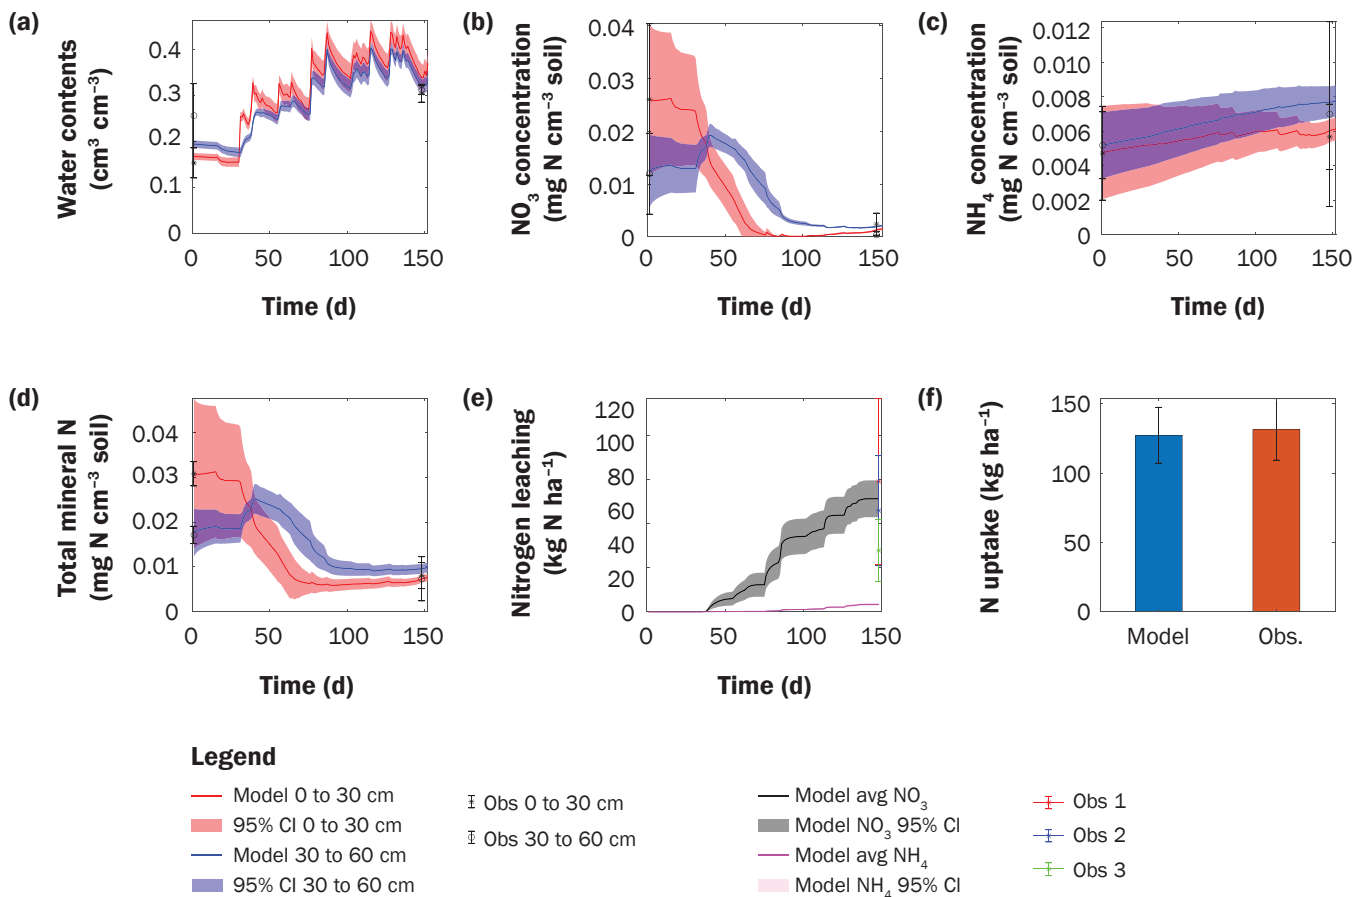 (a)
Water contents
(cm³ cm⁻³)
0.4
0.3
0.2
0.1
0
0 50 100 150
Time (d)
(b)
NO₃ concentration
(mg N cm⁻³ soil)
0.04
0.03
0.02
0.01
0
0 50 100 150
Time (d)
(c)
NH₄ concentration
(mg N cm⁻³ soil)
0.012
0.010
0.008
0.006
0.004
0.002
0
0 50 100 150
Time (d)
(d)
Total mineral N
(mg N cm⁻³ soil)
0.04
0.03
0.02
0.01
0
0 50 100 150
Time (d)
(e)
Nitrogen leaching
(kg N ha⁻¹)
120
100
80
60
40
20
0
0 50 100 150
Time (d)
(f)
N uptake (kg ha⁻¹)
150
100
50
0
Model Obs.
Legend
Model 0 to 30 cm
95% CI 0 to 30 cm
Model 30 to 60 cm
95% CI 30 to 60 cm
Obs 0 to 30 cm
Obs 30 to 60 cm
Model avg NO₃
Model NO₃ 95% CI
Model avg NH₄
Model NH₄ 95% CI
Obs 1
Obs 2
Obs 3